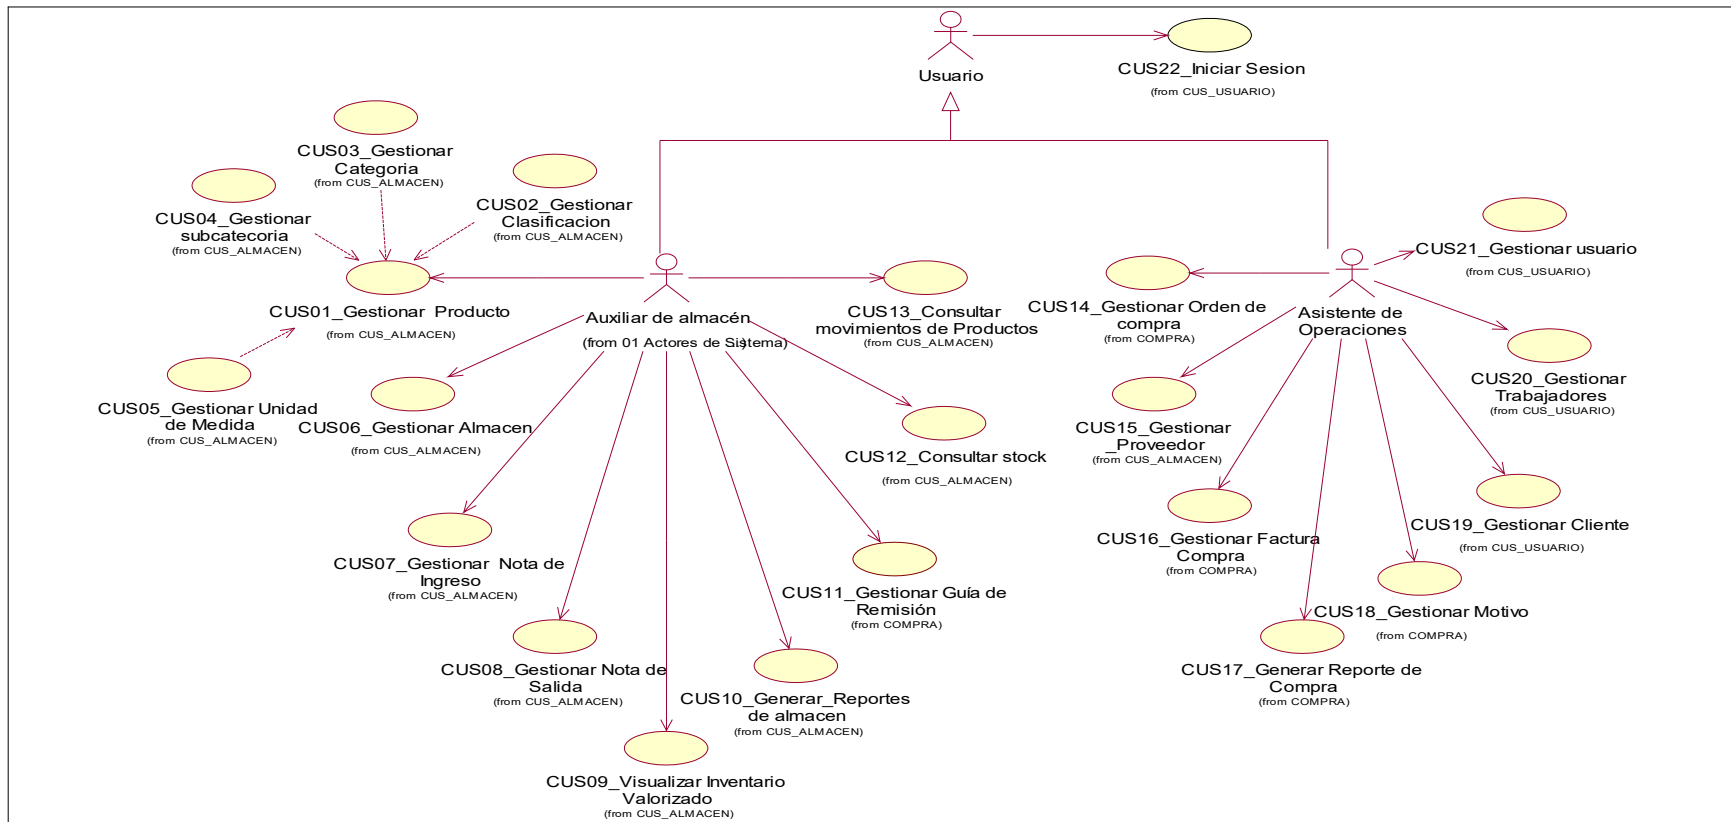 Usuario
CUS22_Iniciar Sesion
(from CUS_USUARIO)
CUS03_Gestionar
Categoria
(from CUS_ALMACEN)
CUS04_Gestionar
subcatecoria
(from CUS_ALMACEN)
CUS02_Gestionar
Clasificacion
(from CUS_ALMACEN)
CUS21_Gestionar usuario
(from CUS_USUARIO)
CUS01_Gestionar  Producto
(from CUS_ALMACEN)
Auxiliar de almacén
(from 01 Actores de Sistema)
CUS13_Consultar
movimientos de Productos
(from CUS_ALMACEN)
CUS14_Gestionar Orden de
compra
(from COMPRA)
Asistente de
Operaciones
CUS20_Gestionar
Trabajadores
(from CUS_USUARIO)
CUS05_Gestionar Unidad
de Medida
(from CUS_ALMACEN)
CUS06_Gestionar Almacen
(from CUS_ALMACEN)
CUS12_Consultar stock
(from CUS_ALMACEN)
CUS15_Gestionar
_Proveedor
(from CUS_ALMACEN)
CUS16_Gestionar Factura
Compra
(from COMPRA)
CUS19_Gestionar Cliente
(from CUS_USUARIO)
CUS07_Gestionar  Nota de
Ingreso
(from CUS_ALMACEN)
CUS11_Gestionar Guía de
Remisión
(from COMPRA)
CUS18_Gestionar Motivo
(from COMPRA)
CUS08_Gestionar Nota de
Salida
(from CUS_ALMACEN)
CUS10_Generar_Reportes
de almacen
(from CUS_ALMACEN)
CUS17_Generar Reporte de
Compra
(from COMPRA)
CUS09_Visualizar Inventario
Valorizado
(from CUS_ALMACEN)